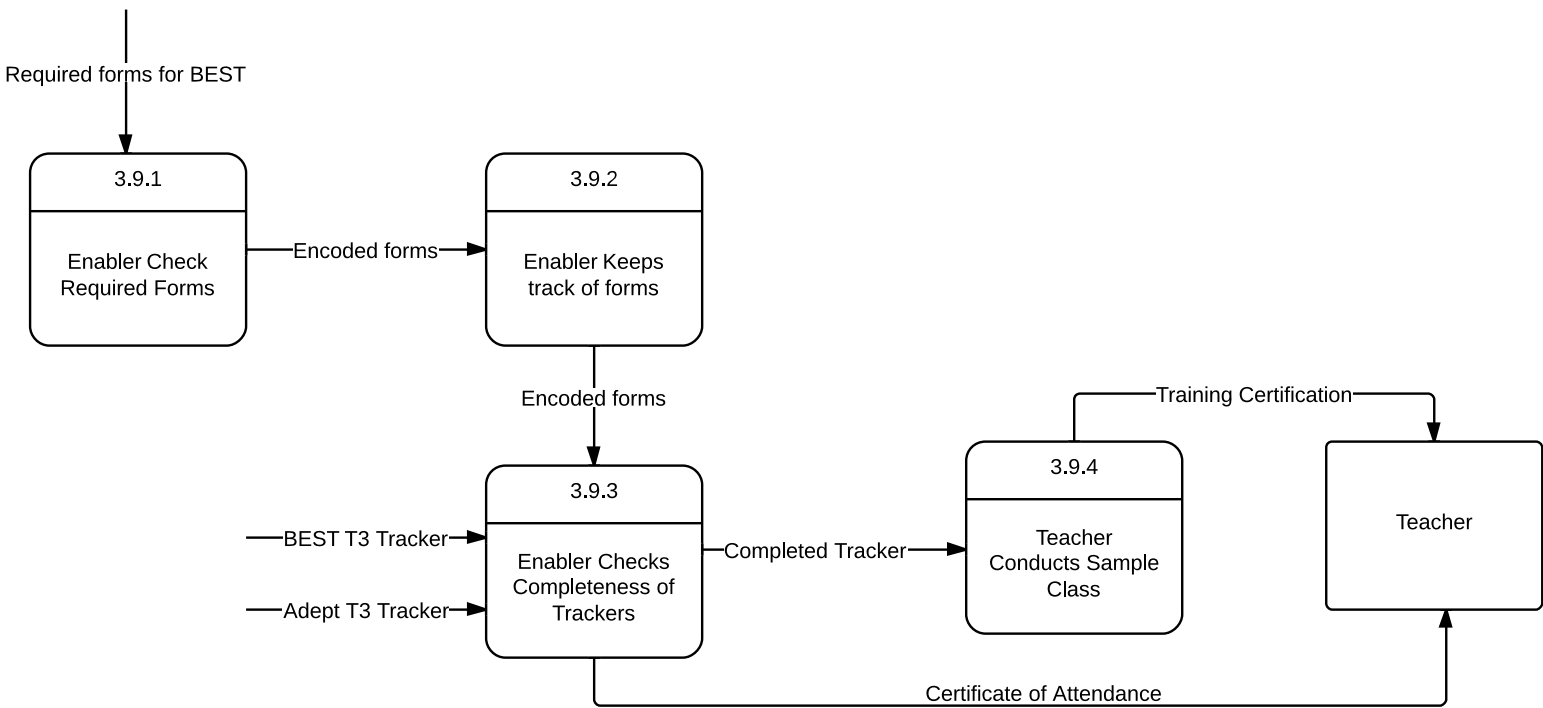 Required forms for BEST
3.9.1
Enabler Check
Required Forms
Encoded forms
3.9.2
Enabler Keeps
track of forms
Encoded forms
3.9.3
Enabler Checks
Completeness of
Trackers
BEST T3 Tracker
Adept T3 Tracker
Completed Tracker
3.9.4
Teacher
Conducts Sample
Class
Training Certification
Teacher
Certificate of Attendance